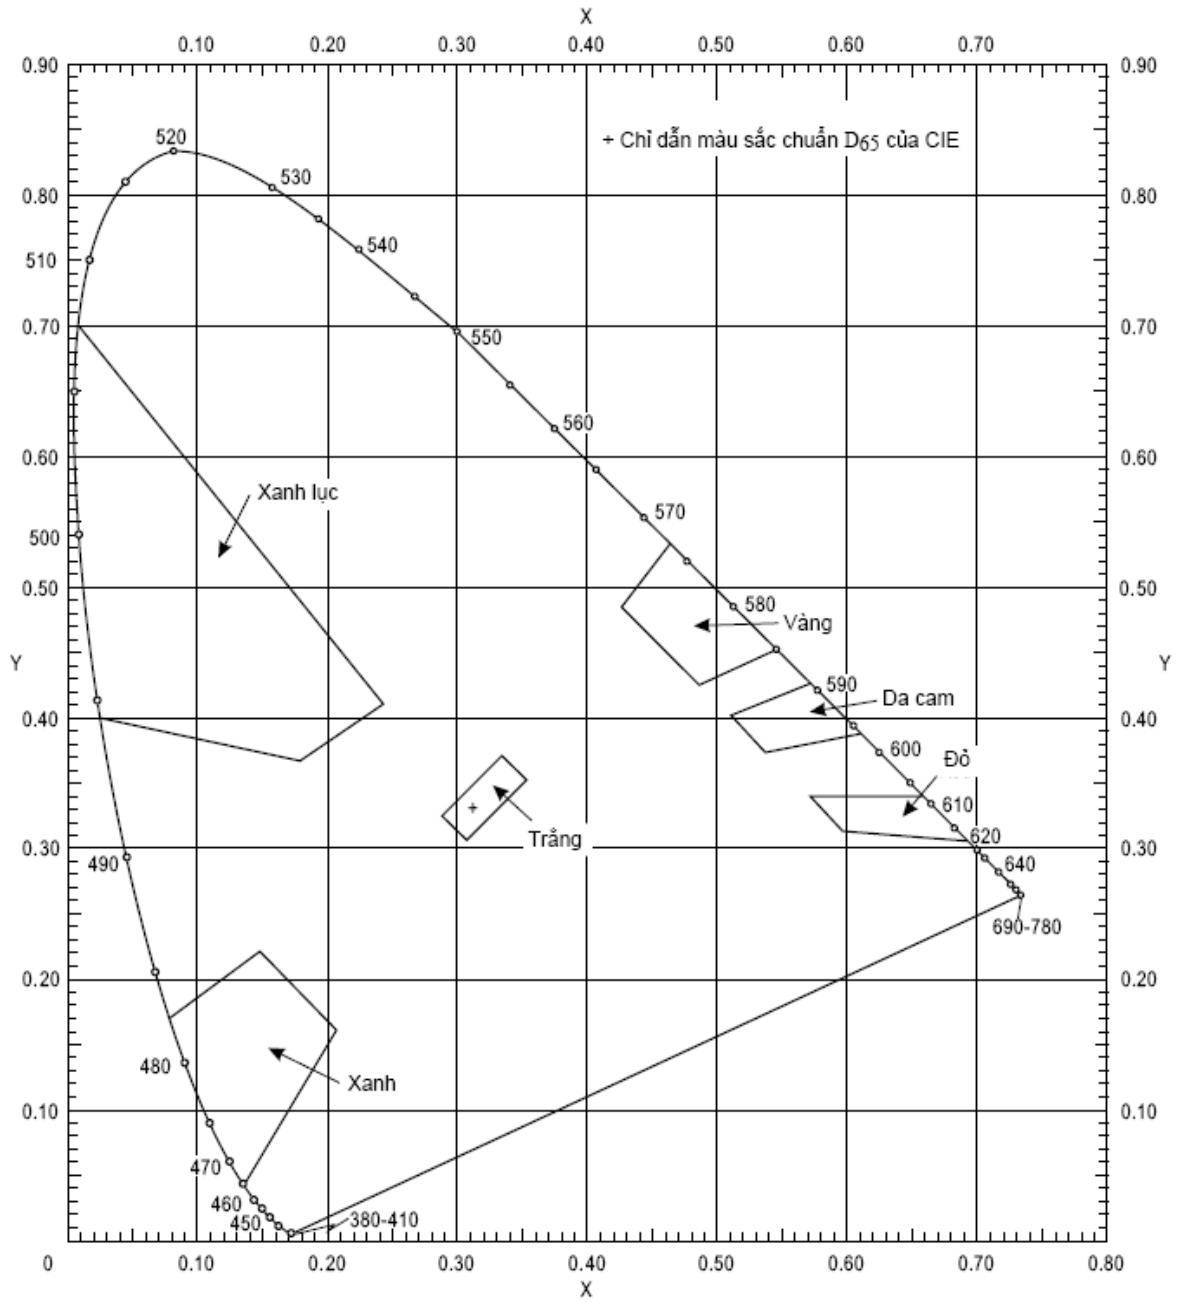 X
0.10 0.20 0.30 0.40 0.50 0.60 0.70
0.90 0.90
+ Chỉ dẫn màu sắc chuẩn D65 của CIE
520
530
0.80 0.80
540
510
0.70 0.70
550
560
0.60 0.60
Xanh lục
570
500
0.50 0.50
580
Vàng
Y Y
590
Da cam
0.40 0.40
600
Đỏ
610
Trắng
620
0.30 0.30
490
640
690-780
0.20 0.20
480
Xanh
0.10 0.10
470
460
450
380-410
0 0.10 0.20 0.30 0.40 0.50 0.60 0.70 0.80
X